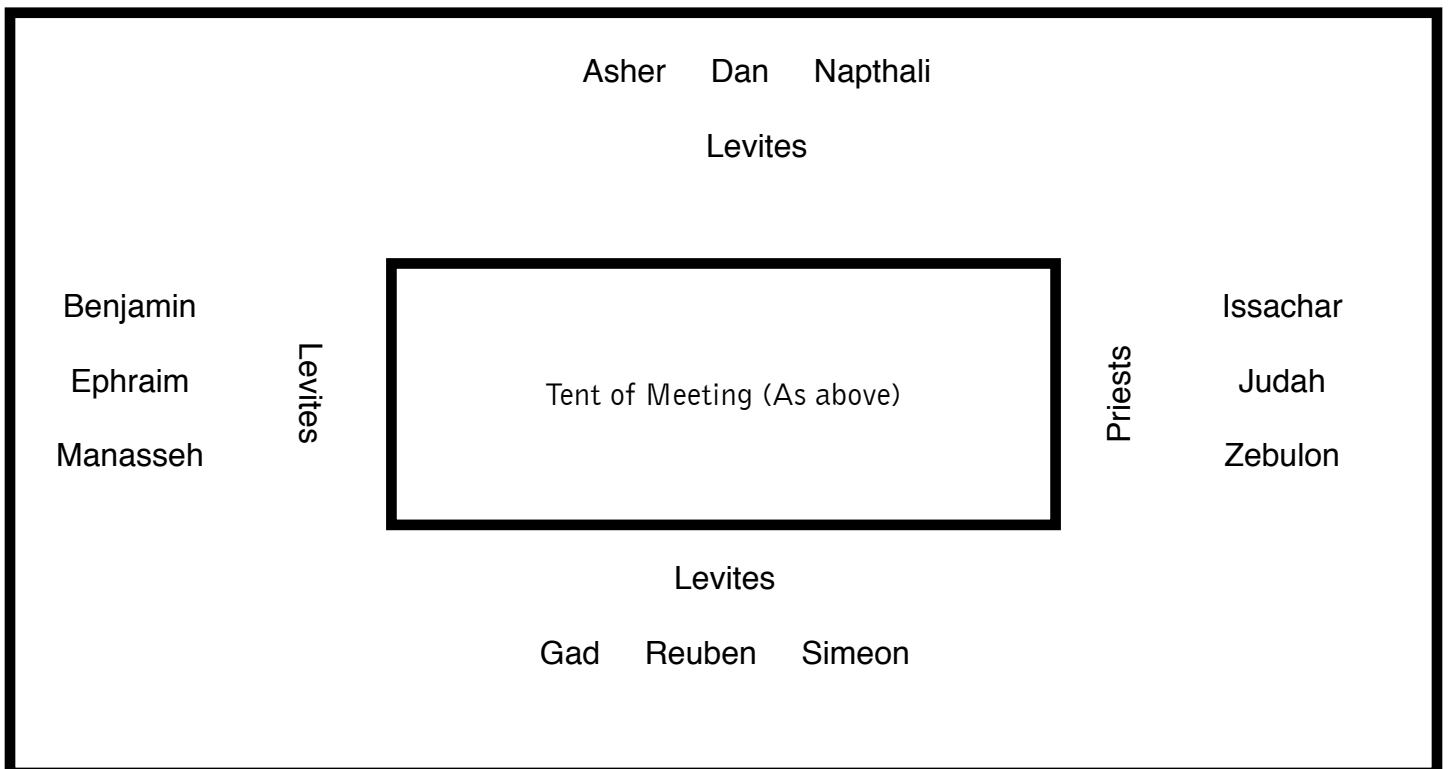 Asher Dan Napthali
Levites
Benjamin
Ephraim
Manasseh
Levites
Tent of Meeting (As above)
Priests
Issachar
Judah
Zebulon
Levites
Gad Reuben Simeon